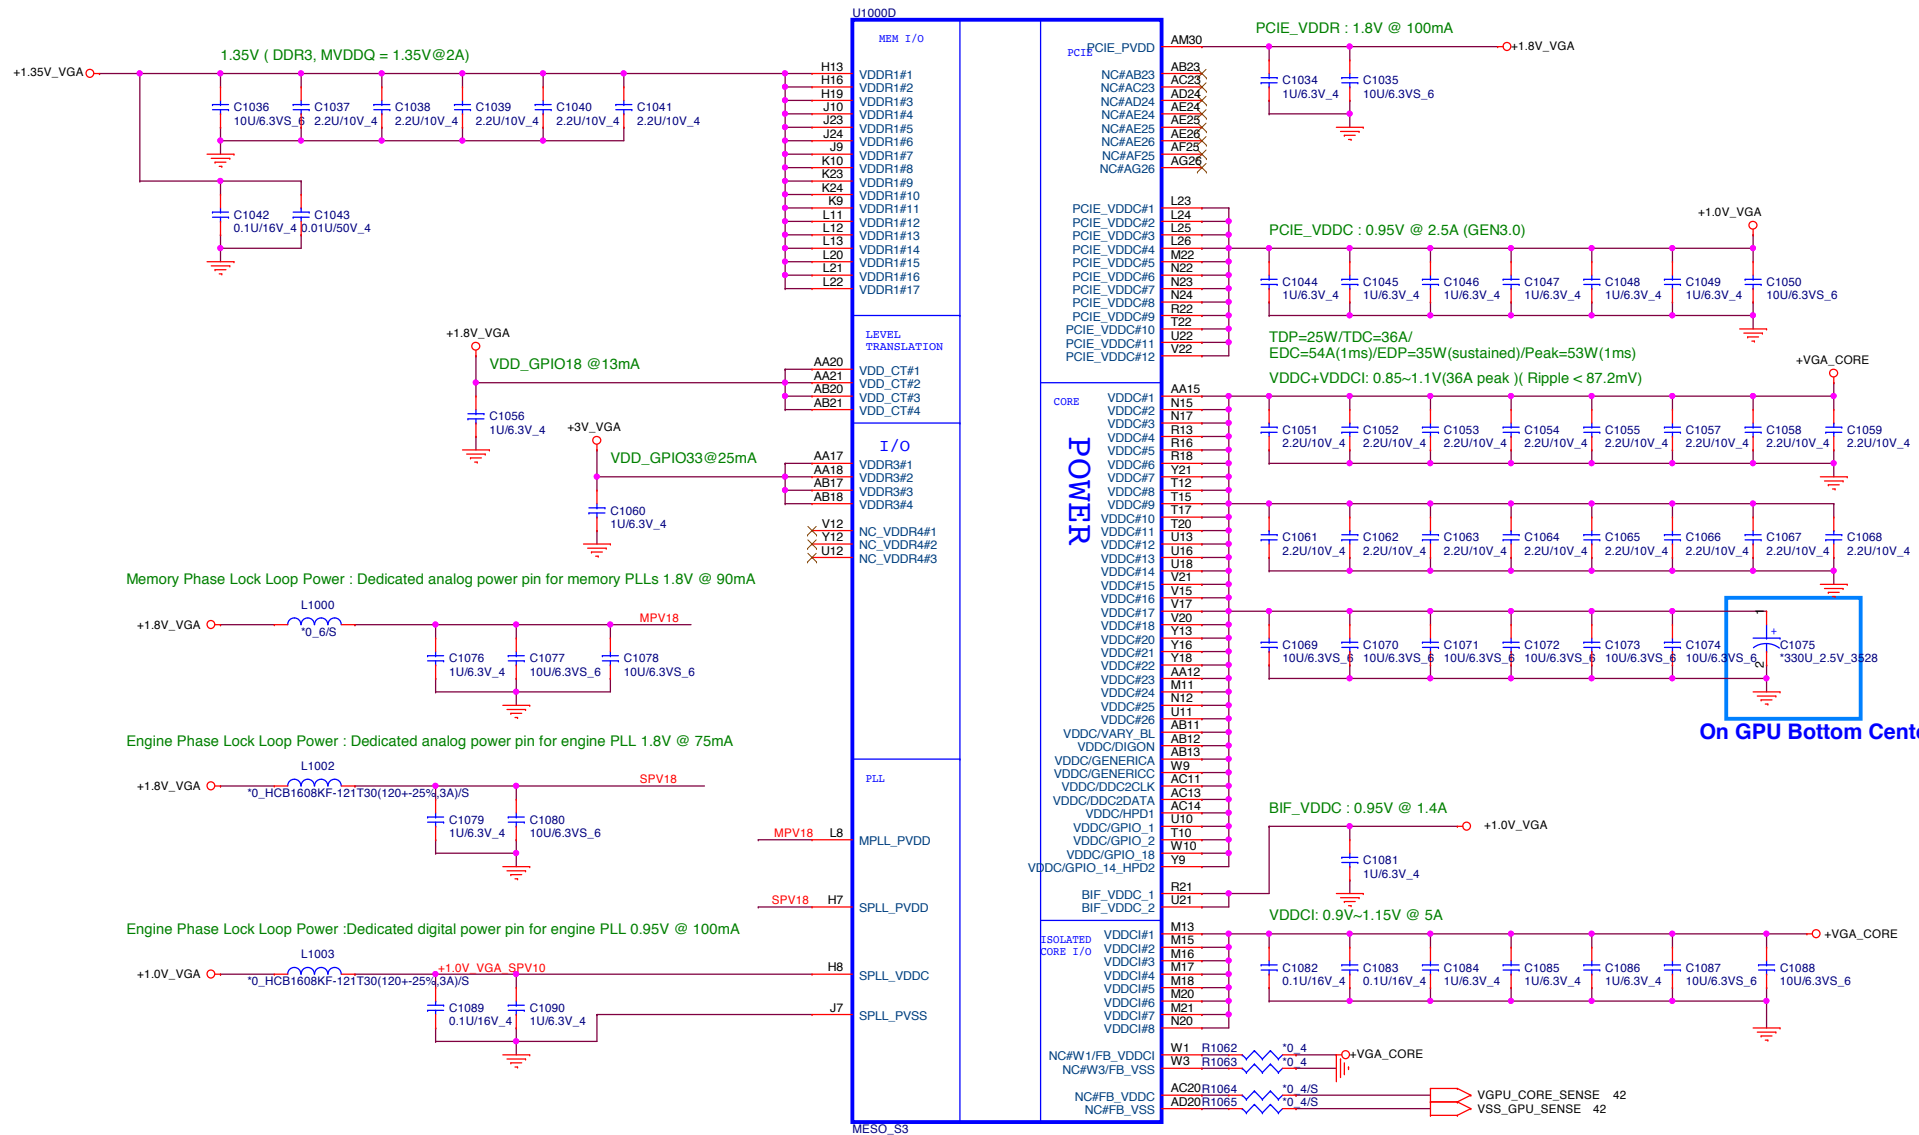 U1000D
MEM I/O
1.35V ( DDR3, MVDDQ = 1.35V@2A)
+1.35V_VGA
C1036
10U/6.3VS_6
C1037
2.2U/10V_4
C1038
2.2U/10V_4
C1039
2.2U/10V_4
C1040
2.2U/10V_4
C1041
2.2U/10V_4
C1042
0.1U/16V_4
C1043
0.01U/50V_4
H13 VDDR1#1
H16 VDDR1#2
H19 VDDR1#3
J10 VDDR1#4
J23 VDDR1#5
J24 VDDR1#6
J9 VDDR1#7
K10 VDDR1#8
K23 VDDR1#9
K24 VDDR1#10
K9 VDDR1#11
L11 VDDR1#12
L12 VDDR1#13
L13 VDDR1#14
L20 VDDR1#15
L21 VDDR1#16
L22 VDDR1#17
LEVEL
TRANSLATION
+1.8V_VGA
VDD_GPIO18 @13mA
C1056
1U/6.3V_4
AA20 VDD_CT#1
AA21 VDD_CT#2
AB20 VDD_CT#3
AB21 VDD_CT#4
I/O
+3V_VGA
VDD_GPIO33@25mA
C1060
1U/6.3V_4
AA17 VDDR3#1
AA18 VDDR3#2
AB17 VDDR3#3
AB18 VDDR3#4
V12 NC_VDDR4#1
Y12 NC_VDDR4#2
U12 NC_VDDR4#3
Memory Phase Lock Loop Power : Dedicated analog power pin for memory PLLs 1.8V @ 90mA
+1.8V_VGA
L1000
*0_6/S
MPV18
C1076
1U/6.3V_4
C1077
10U/6.3VS_6
C1078
10U/6.3VS_6
Engine Phase Lock Loop Power : Dedicated analog power pin for engine PLL 1.8V @ 75mA
+1.8V_VGA
L1002
*0_HCB1608KF-121T30(120+-25%,3A)/S
SPV18
C1079
1U/6.3V_4
C1080
10U/6.3VS_6
PLL
MPV18 L8 MPLL_PVDD
SPV18 H7 SPLL_PVDD
Engine Phase Lock Loop Power :Dedicated digital power pin for engine PLL 0.95V @ 100mA
+1.0V_VGA
L1003
*0_HCB1608KF-121T30(120+-25%,3A)/S
+1.0V_VGA_SPV10
C1089
0.1U/16V_4
C1090
1U/6.3V_4
H8 SPLL_VDDC
J7 SPLL_PVSS
MESO_S3
POWER
PCIE
PCIE_PVDD AM30
NC#AB23 AB23
NC#AC23 AC23
NC#AD24 AD24
NC#AE24 AE24
NC#AE25 AE25
NC#AE26 AE26
NC#AF25 AF25
NC#AG26 AG26
PCIE_VDDR : 1.8V @ 100mA
+1.8V_VGA
C1034
1U/6.3V_4
C1035
10U/6.3VS_6
PCIE_VDDC#1 L23
PCIE_VDDC#2 L24
PCIE_VDDC#3 L25
PCIE_VDDC#4 L26
PCIE_VDDC#5 M22
PCIE_VDDC#6 N22
PCIE_VDDC#7 N23
PCIE_VDDC#8 N24
PCIE_VDDC#9 R22
PCIE_VDDC#10 T22
PCIE_VDDC#11 U22
PCIE_VDDC#12 V22
+1.0V_VGA
PCIE_VDDC : 0.95V @ 2.5A (GEN3.0)
C1044
1U/6.3V_4
C1045
1U/6.3V_4
C1046
1U/6.3V_4
C1047
1U/6.3V_4
C1048
1U/6.3V_4
C1049
1U/6.3V_4
C1050
10U/6.3VS_6
TDP=25W/TDC=36A/
EDC=54A(1ms)/EDP=35W(sustained)/Peak=53W(1ms)
VDDC+VDDCI: 0.85~1.1V(36A peak )( Ripple < 87.2mV)
+VGA_CORE
CORE
VDDC#1 AA15
VDDC#2 N15
VDDC#3 N17
VDDC#4 R13
VDDC#5 R16
VDDC#6 R18
VDDC#7 Y21
VDDC#8 T12
VDDC#9 T15
VDDC#10 T17
VDDC#11 T20
VDDC#12 U13
VDDC#13 U16
VDDC#14 U18
VDDC#15 V21
VDDC#16 V15
VDDC#17 V17
VDDC#18 V20
VDDC#20 Y13
VDDC#21 Y16
VDDC#22 Y18
VDDC#23 AA12
VDDC#24 M11
VDDC#25 N12
VDDC#26 U11
VDDC/VARY_BL AB11
VDDC/DIGON AB12
VDDC/GENERICA AB13
VDDC/GENERICC W9
VDDC/DDC2CLK AC11
VDDC/DDC2DATA AC13
VDDC/HPD1 AC14
VDDC/GPIO_1 U10
VDDC/GPIO_2 T10
VDDC/GPIO_18 W10
VDDC/GPIO_14_HPD2 Y9
C1051
2.2U/10V_4
C1052
2.2U/10V_4
C1053
2.2U/10V_4
C1054
2.2U/10V_4
C1055
2.2U/10V_4
C1057
2.2U/10V_4
C1058
2.2U/10V_4
C1059
2.2U/10V_4
C1061
2.2U/10V_4
C1062
2.2U/10V_4
C1063
2.2U/10V_4
C1064
2.2U/10V_4
C1065
2.2U/10V_4
C1066
2.2U/10V_4
C1067
2.2U/10V_4
C1068
2.2U/10V_4
C1069
10U/6.3VS_6
C1070
10U/6.3VS_6
C1071
10U/6.3VS_6
C1072
10U/6.3VS_6
C1073
10U/6.3VS_6
C1074
10U/6.3VS_6
1
+
2
C1075
*330U_2.5V_3528
On GPU Bottom Cente
BIF_VDDC : 0.95V @ 1.4A
+1.0V_VGA
C1081
1U/6.3V_4
BIF_VDDC_1 R21
BIF_VDDC_2 U21
VDDCI: 0.9V~1.15V @ 5A
+VGA_CORE
ISOLATED
CORE I/O
VDDCI#1 M13
VDDCI#2 M15
VDDCI#3 M16
VDDCI#4 M17
VDDCI#5 M18
VDDCI#6 M20
VDDCI#7 M21
VDDCI#8 N20
C1082
0.1U/16V_4
C1083
0.1U/16V_4
C1084
1U/6.3V_4
C1085
1U/6.3V_4
C1086
1U/6.3V_4
C1087
10U/6.3VS_6
C1088
10U/6.3VS_6
NC#W1/FB_VDDCI W1 R1062 *0_4 +VGA_CORE
NC#W3/FB_VSS W3 R1063 *0_4
NC#FB_VDDC AC20 R1064 *0_4/S VGPU_CORE_SENSE 42
NC#FB_VSS AD20 R1065 *0_4/S VSS_GPU_SENSE 42